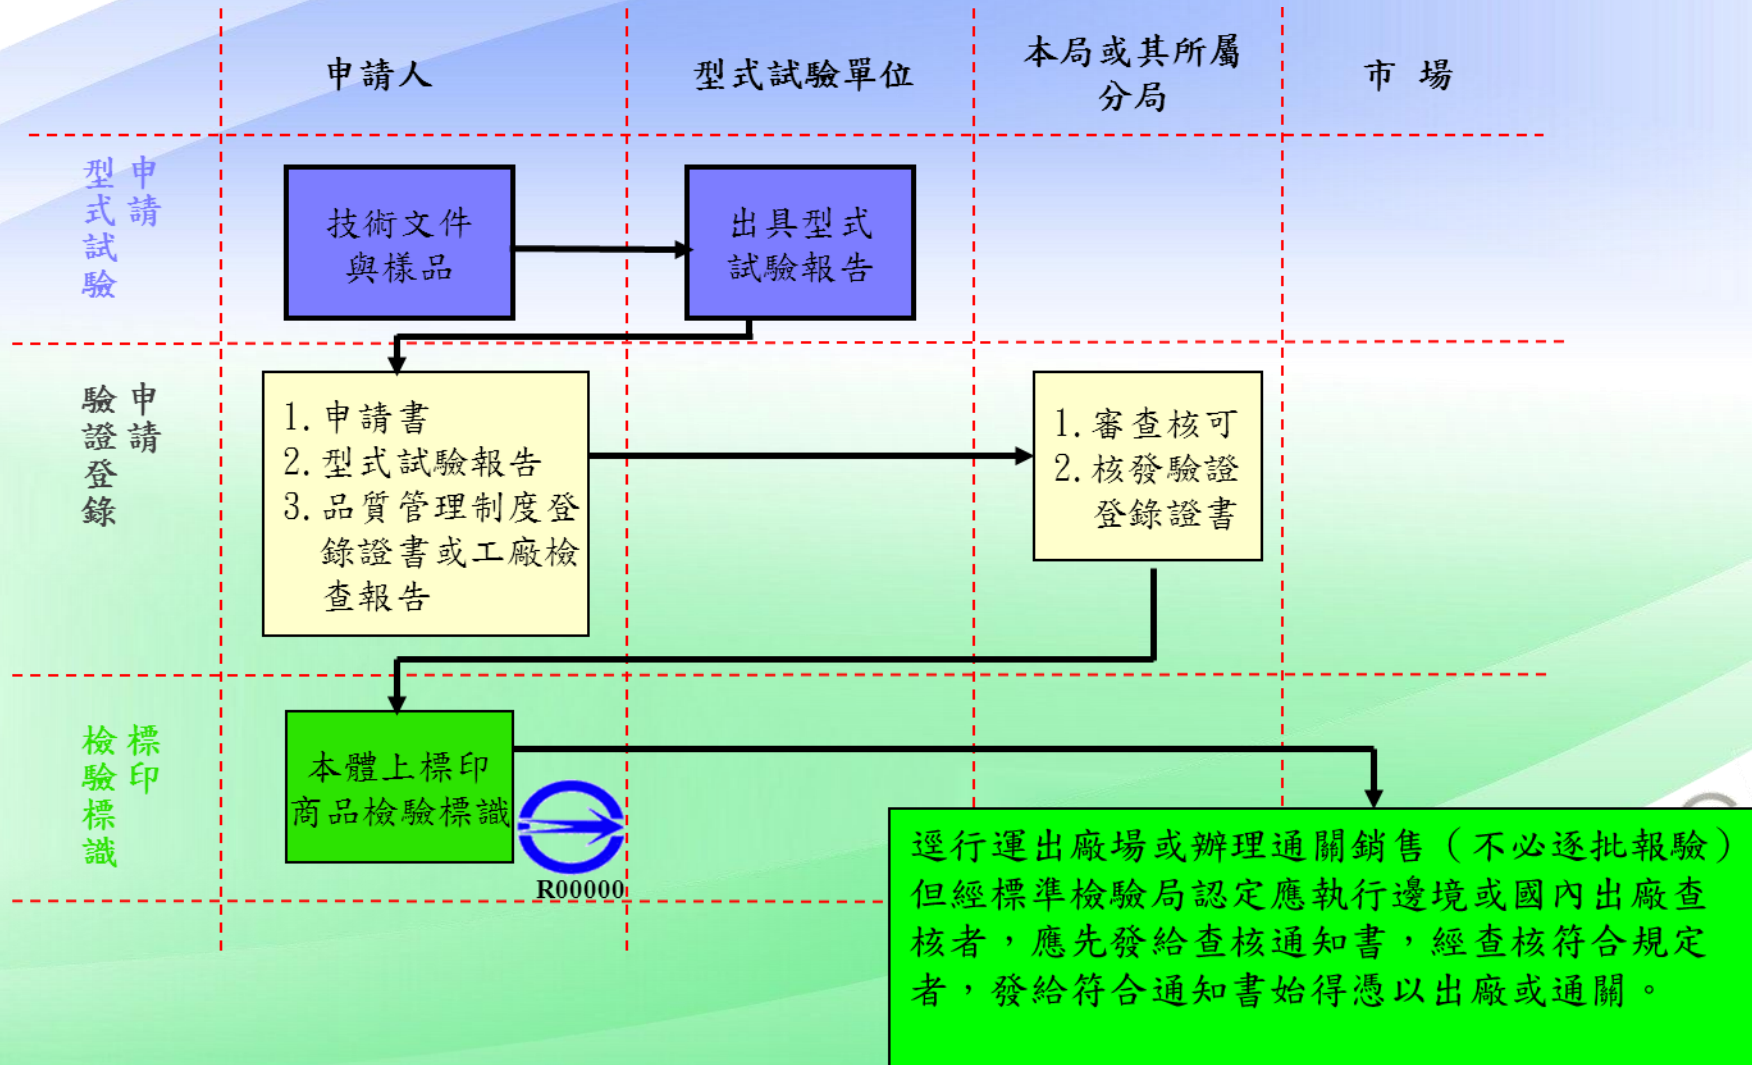 申請人
型式試驗單位
本局或其所屬
分局
市 場
申請
型式試驗
技術文件
與樣品
出具型式
試驗報告
申請
驗證登錄
1.申請書
2.型式試驗報告
3.品質管理制度登
錄證書或工廠檢
查報告
1.審查核可
2.核發驗證
登錄證書
標印
檢驗標識
本體上標印
商品檢驗標識
R00000
逕行運出廠場或辦理通關銷售（不必逐批報驗）
但經標準檢驗局認定應執行邊境或國內出廠查
核者，應先發給查核通知書，經查核符合規定
者，發給符合通知書始得憑以出廠或通關。